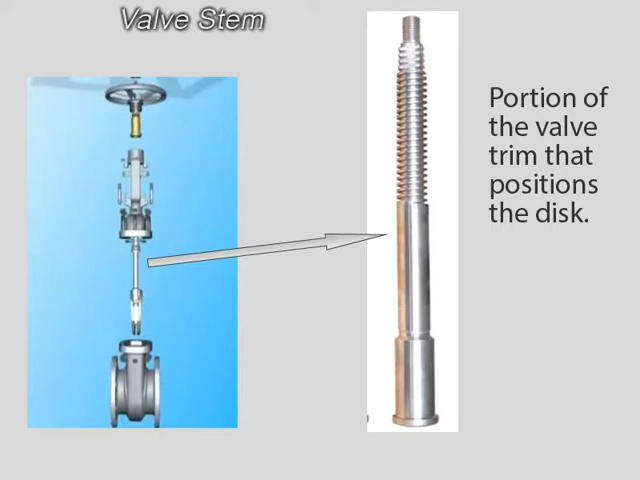 Valve Stem
Portion of
the valve
trim that
positions
the disk.